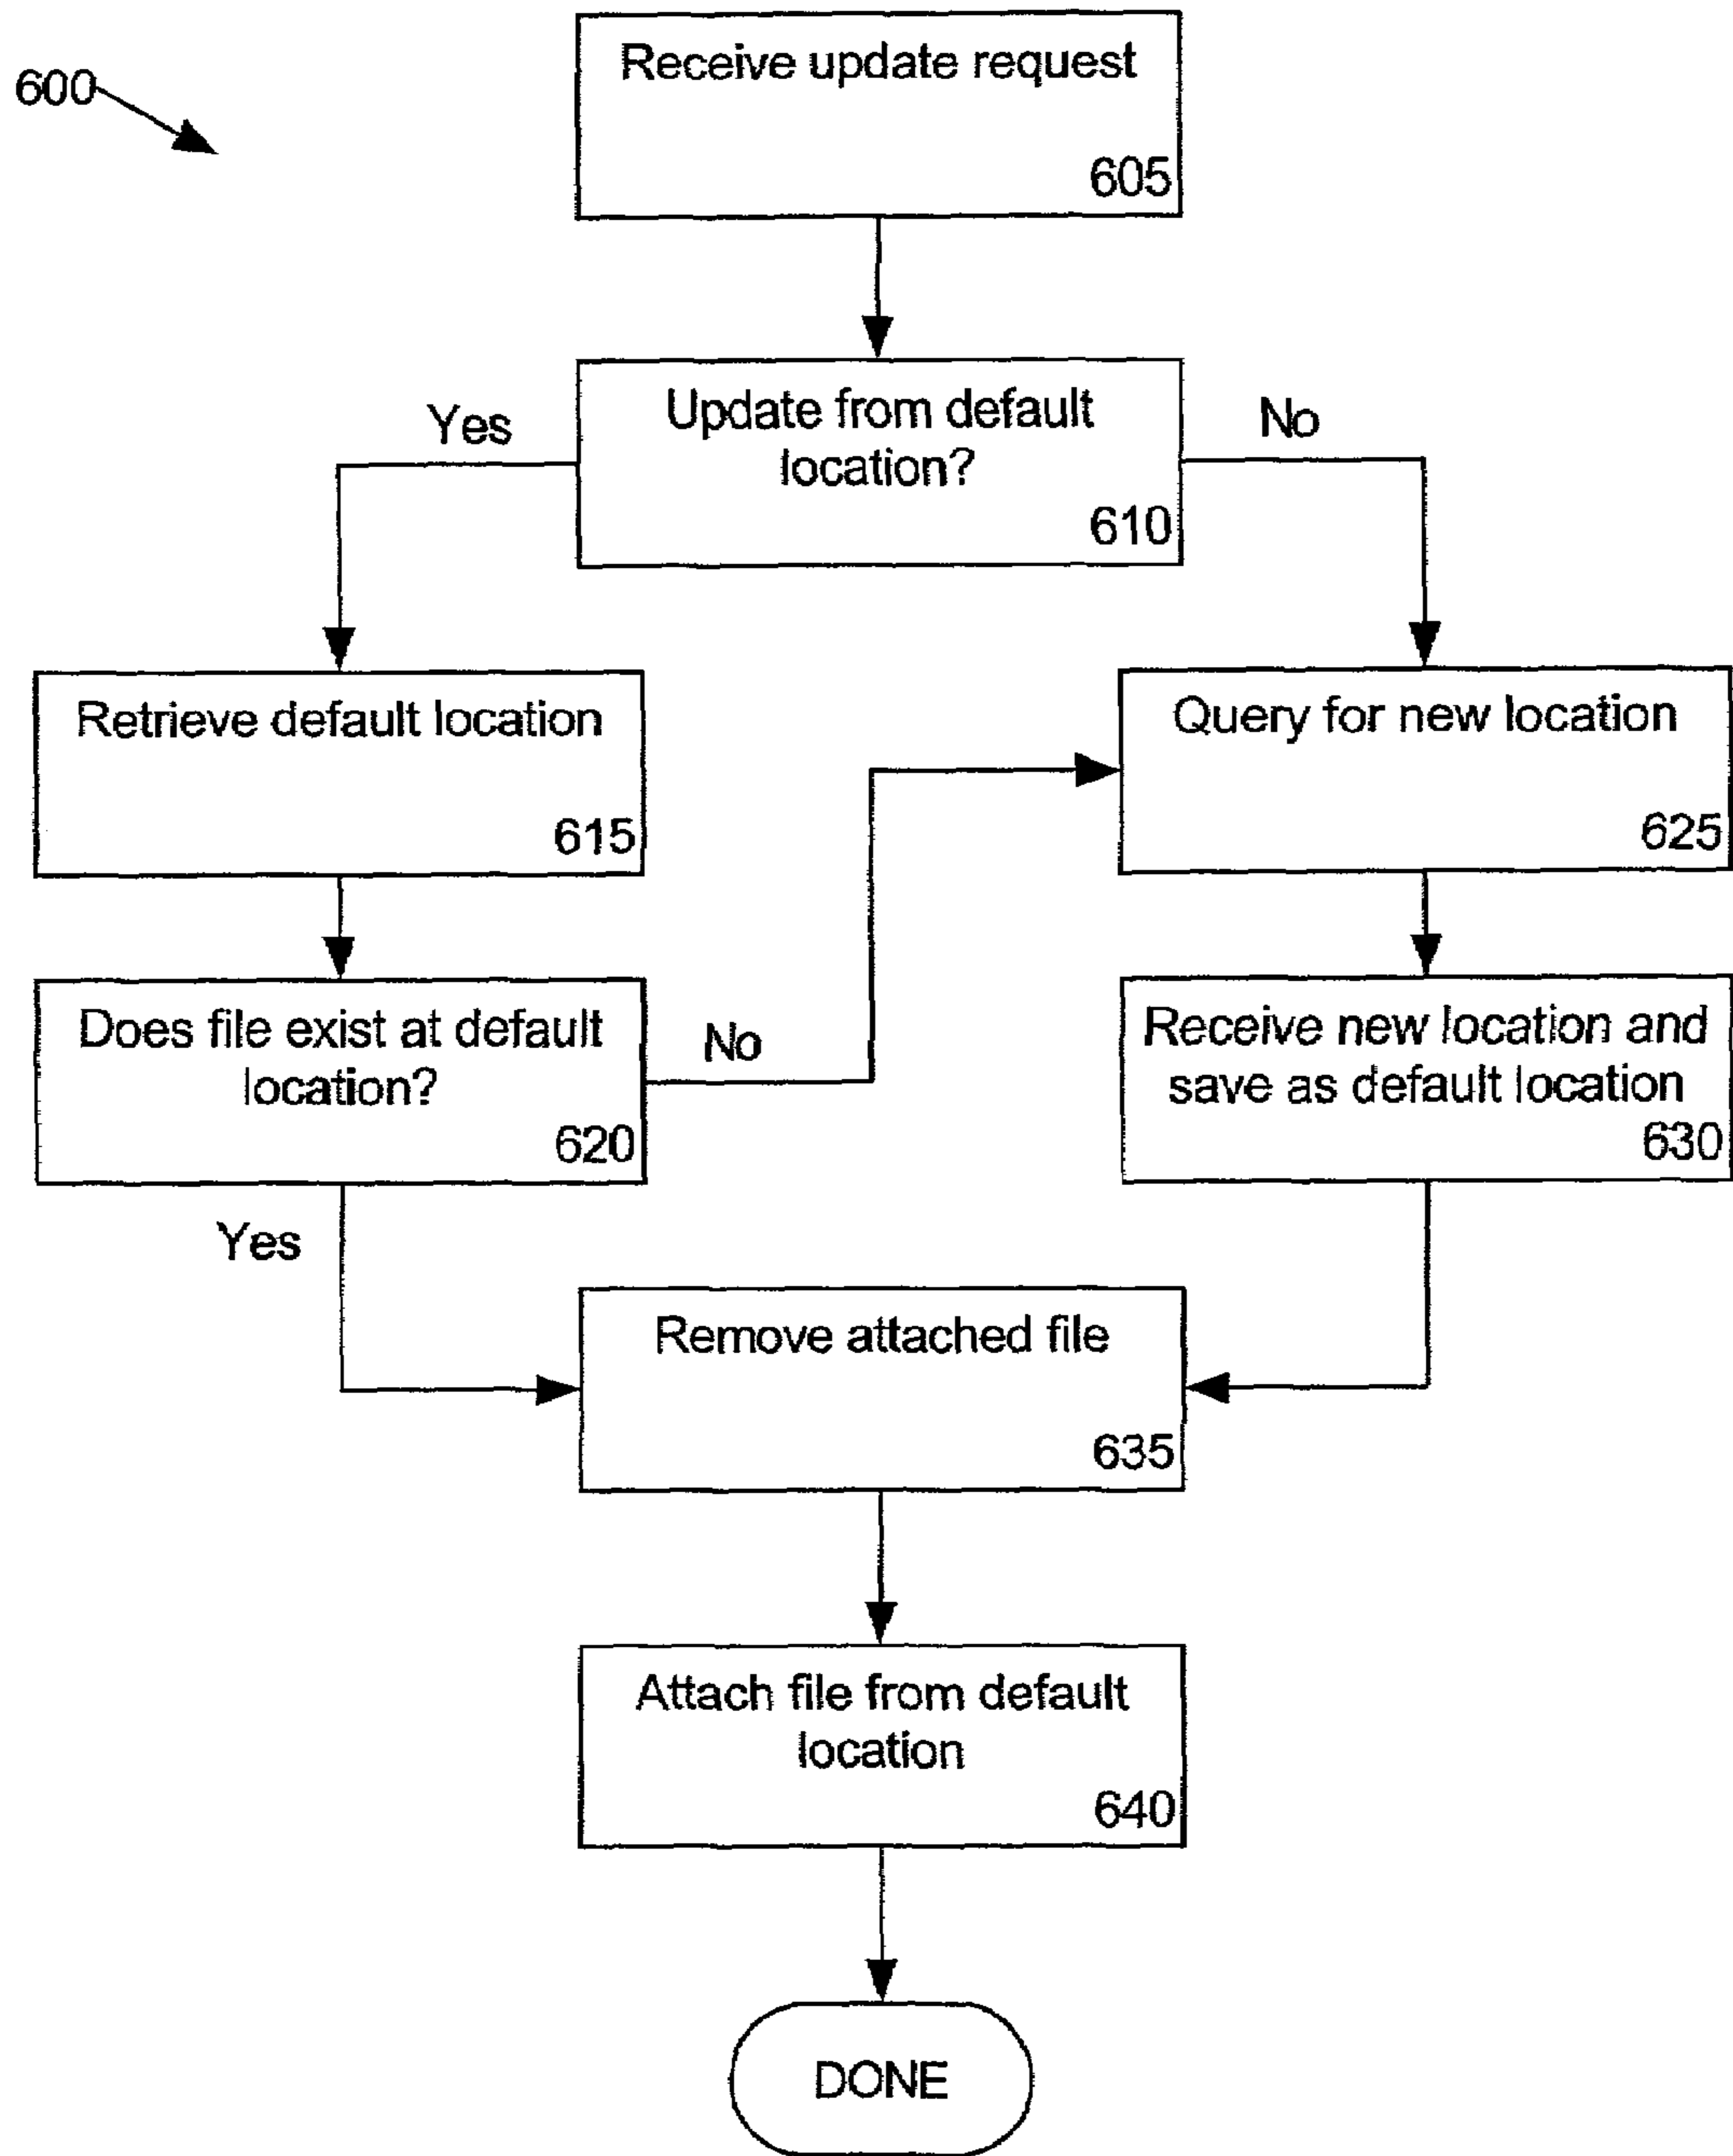 600
Receive update request
605
Update from default
location?
610
Yes
No
Retrieve default location
615
Query for new location
625
Does file exist at default
location?
620
No
Receive new location and
save as default location
630
Yes
Remove attached file
635
Attach file from default
location
640
DONE